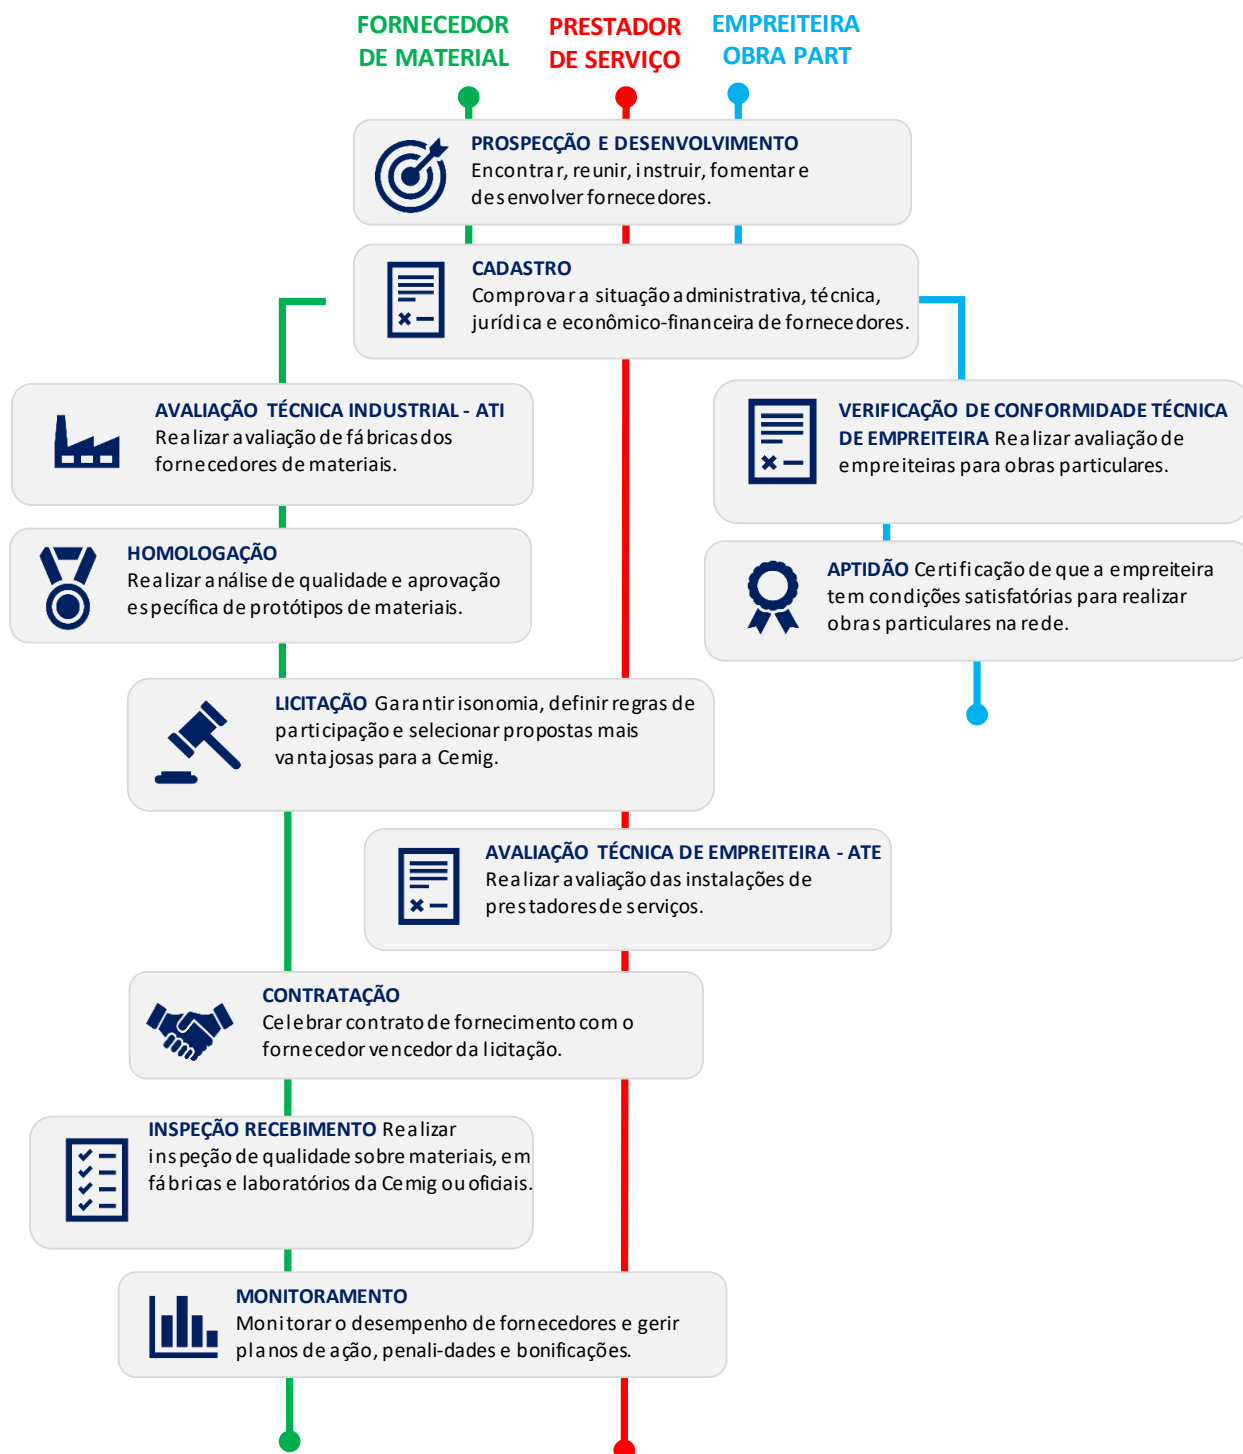 FORNECEDOR
DE MATERIAL
PRESTADOR
DE SERVIÇO
EMPREITEIRA
OBRA PART
PROSPECÇÃO E DESENVOLVIMENTO
Encontrar, reunir, instruir, fomentar e
desenvolver fornecedores.
CADASTRO
Comprovar a situação administrativa, técnica,
jurídica e econômico-financeira de fornecedores.
AVALIAÇÃO TÉCNICA INDUSTRIAL - ATI
Realizar avaliação de fábricas dos
fornecedores de materiais.
VERIFICAÇÃO DE CONFORMIDADE TÉCNICA
DE EMPREITEIRA Realizar avaliação de
empreiteiras para obras particulares.
HOMOLOGAÇÃO
Realizar análise de qualidade e aprovação
específica de protótipos de materiais.
APTIDÃO Certificação de que a empreiteira
tem condições satisfatórias para realizar
obras particulares na rede.
LICITAÇÃO Garantir isonomia, definir regras de
participação e selecionar propostas mais
vantajosas para a Cemig.
AVALIAÇÃO TÉCNICA DE EMPREITEIRA - ATE
Realizar avaliação das instalações de
prestadores de serviços.
CONTRATAÇÃO
Celebrar contrato de fornecimento com o
fornecedor vencedor da licitação.
INSPEÇÃO RECEBIMENTO Realizar
inspeção de qualidade sobre materiais, em
fábricas e laboratórios da Cemig ou oficiais.
MONITORAMENTO
Monitorar o desempenho de fornecedores e gerir
planos de ação, penali-dades e bonificações.